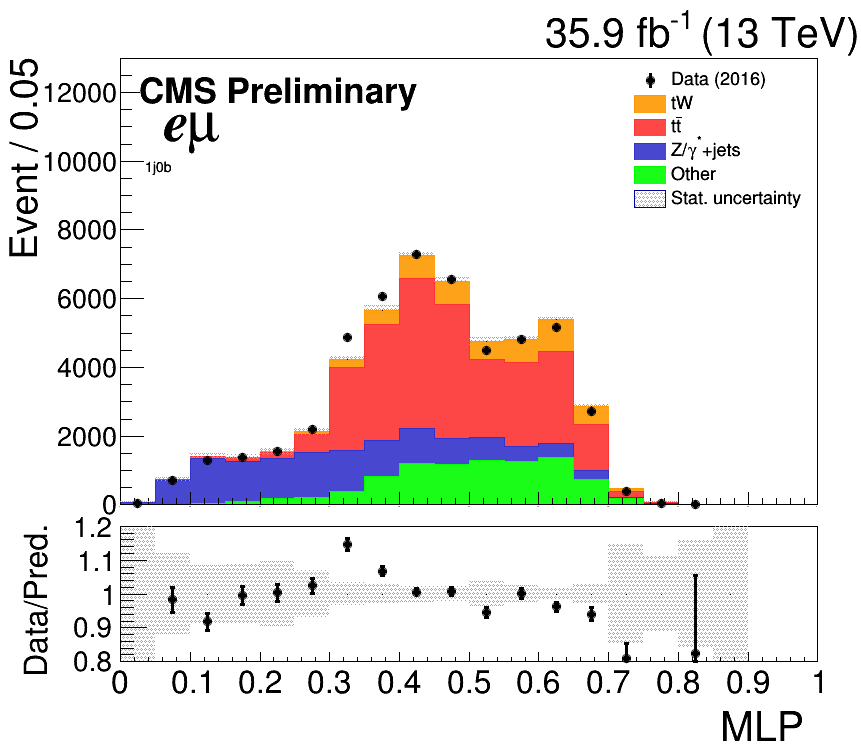 35.9 fb-1 (13 TeV)
Event / 0.05
CMS Preliminary
eμ
1j0b
Data (2016)
tW
tt̄
Z/γ*+jets
Other
Stat. uncertainty
12000
10000
8000
6000
4000
2000
0
Data/Pred.
1.2
1.1
1
0.9
0.8
0 0.1 0.2 0.3 0.4 0.5 0.6 0.7 0.8 0.9 1
MLP